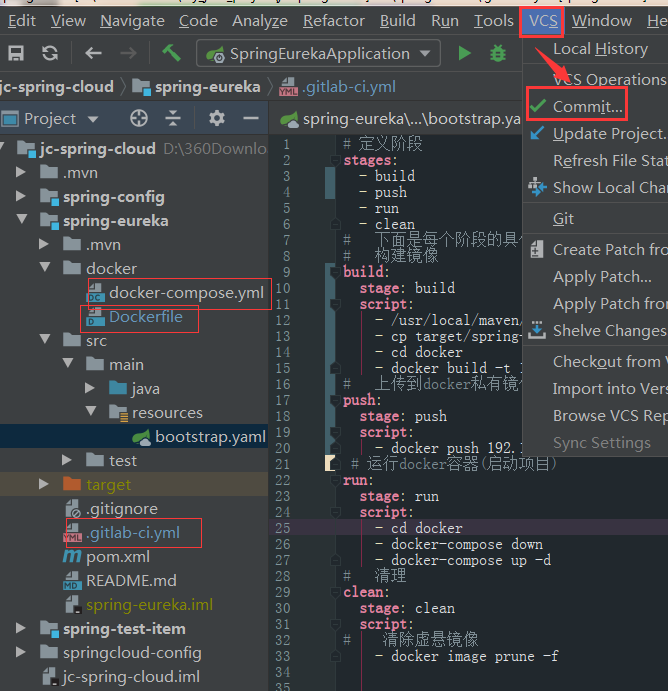 Edit View Navigate Code Analyze Refactor Build Run Tools VCS Window
SpringEurekaApplication
jc-spring-cloud spring-eureka .gitlab-ci.yml
Project
jc-spring-cloud D:\360Downlo
.mvn
spring-config
spring-eureka
.mvn
docker
docker-compose.yml
Dockerfile
src
main
java
resources
bootstrap.yaml
test
target
.gitignore
.gitlab-ci.yml
pom.xml
README.md
spring-eureka.iml
spring-test-item
springcloud-config
jc-spring-cloud.iml
spring-eureka\...\bootstrap.ya
1 # 定义阶段
2 stages:
3 - build
4 - push
5 - run
6 - clean
7 # 下面是每个阶段的具
8 # 构建镜像
9 build:
10 stage: build
11 script:
12 - /usr/local/maven/
13 - cp target/spring-
14 - cd docker
15 - docker build -t
16 # 上传到docker私有镜
17 push:
18 stage: push
19 script:
20 - docker push 192.
21 # 运行docker容器(启动项目)
22 run:
23 stage: run
24 script:
25 - cd docker
26 - docker-compose down
27 - docker-compose up -d
28 # 清理
29 clean:
30 stage: clean
31 script:
32 # 清除虚悬镜像
33 - docker image prune -f
34
35
Local History
VCS Operations
Commit...
Update Project.
Refresh File Stat
Show Local Cha
Git
Create Patch fro
Apply Patch...
Apply Patch fro
Shelve Changes
Checkout from V
Import into Vers
Browse VCS Rep
Sync Settings